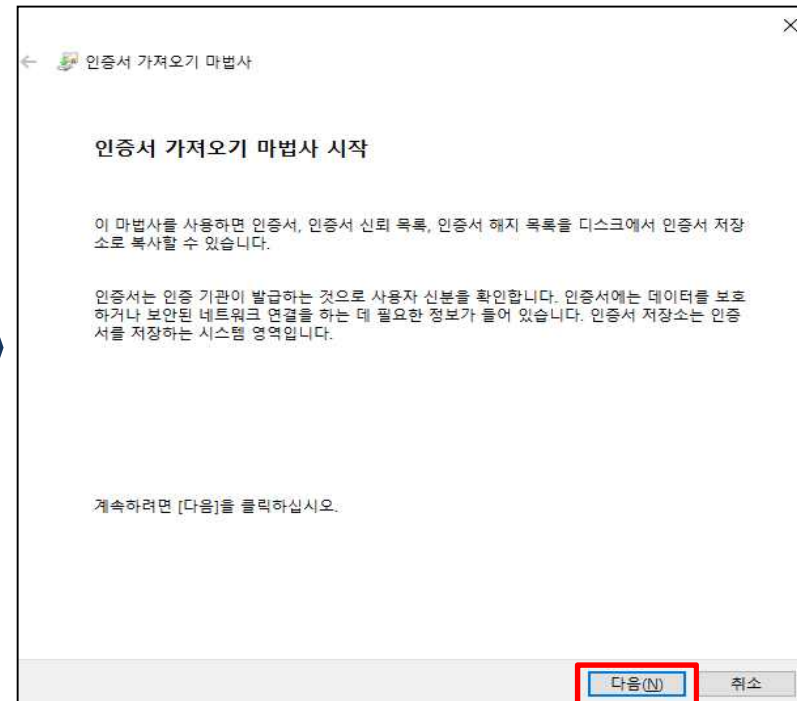 인증서 가져오기 마법사
인증서 가져오기 마법사 시작
이 마법사를 사용하면 인증서, 인증서 신뢰 목록, 인증서 해지 목록을 디스크에서 인증서 저장
소로 복사할 수 있습니다.
인증서는 인증 기관이 발급하는 것으로 사용자 신분을 확인합니다. 인증서에는 데이터를 보호
하거나 보안된 네트워크 연결을 하는 데 필요한 정보가 들어 있습니다. 인증서 저장소는 인증
서를 저장하는 시스템 영역입니다.
계속하려면 [다음]을 클릭하십시오.
다음(N) 취소